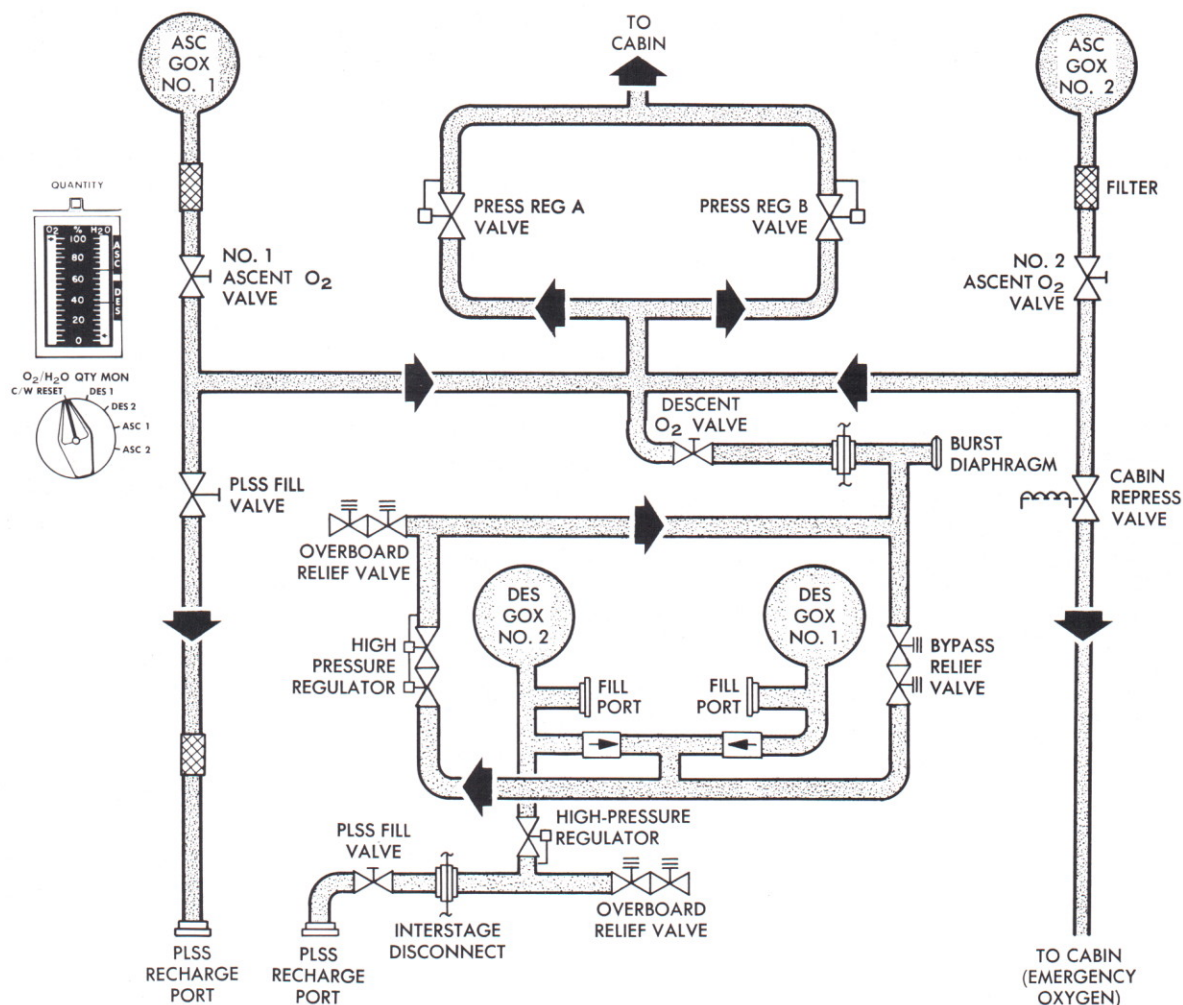 ASC
GOX
NO. 1
TO
CABIN
ASC
GOX
NO. 2
QUANTITY
O2 % H2O
100
80
60
40
20
0
ASC
DES
PRESS REG A
VALVE
PRESS REG B
VALVE
FILTER
NO. 1
ASCENT O2
VALVE
NO. 2
ASCENT O2
VALVE
O2/H2O QTY MON
C/W RESET
DES 1
DES 2
ASC 1
ASC 2
DESCENT
O2 VALVE
BURST
DIAPHRAGM
PLSS FILL
VALVE
CABIN
REPRESS
VALVE
OVERBOARD
RELIEF VALVE
DES
GOX
NO. 2
DES
GOX
NO. 1
HIGH
PRESSURE
REGULATOR
BYPASS
RELIEF
VALVE
FILL
PORT
FILL
PORT
HIGH-PRESSURE
REGULATOR
PLSS FILL
VALVE
INTERSTAGE
DISCONNECT
OVERBOARD
RELIEF VALVE
PLSS
RECHARGE
PORT
PLSS
RECHARGE
PORT
TO CABIN
(EMERGENCY
OXYGEN)